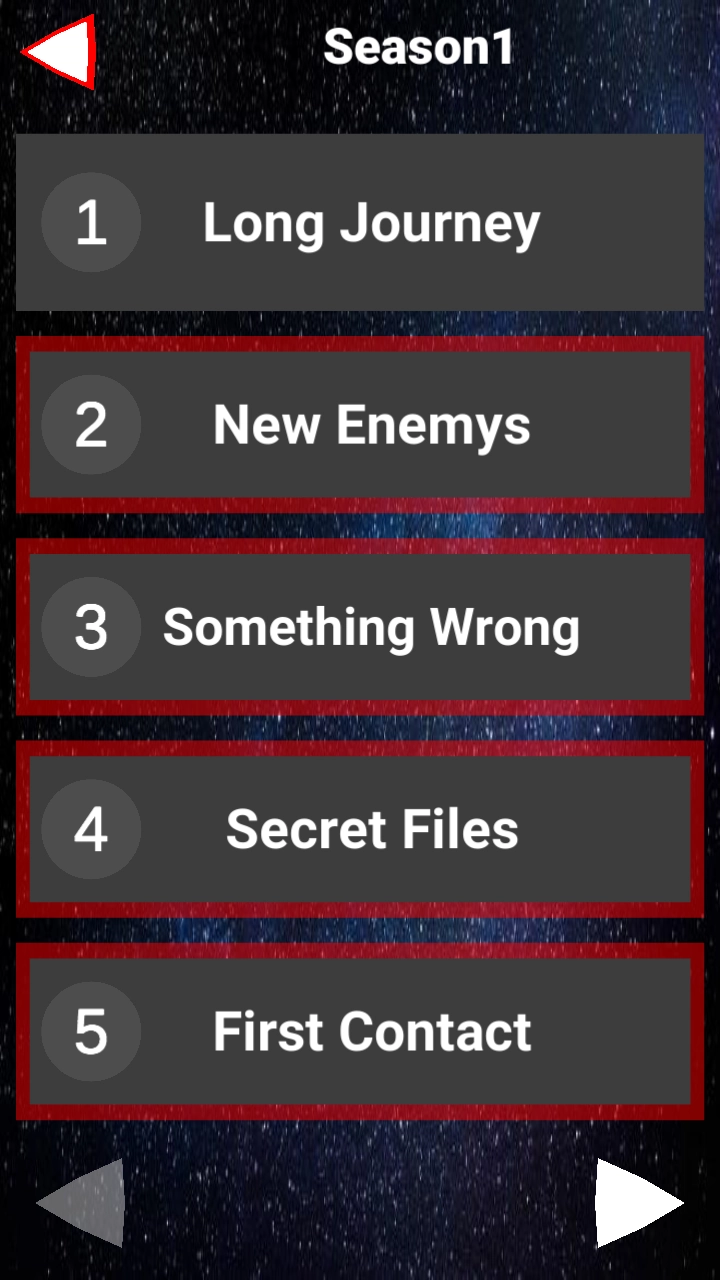 Season1
1 Long Journey
2 New Enemys
3 Something Wrong
4 Secret Files
5 First Contact